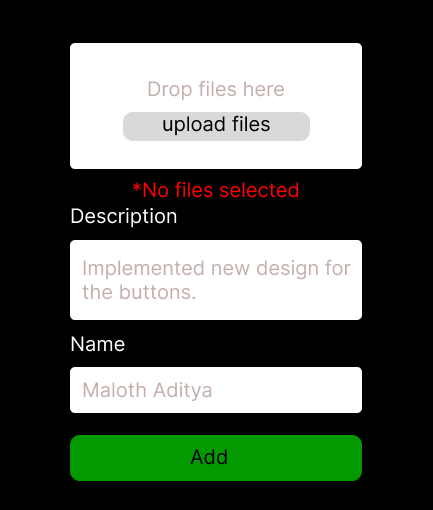 Drop files here
upload files
*No files selected
Description
Implemented new design for
the buttons.
Name
Maloth Aditya
Add